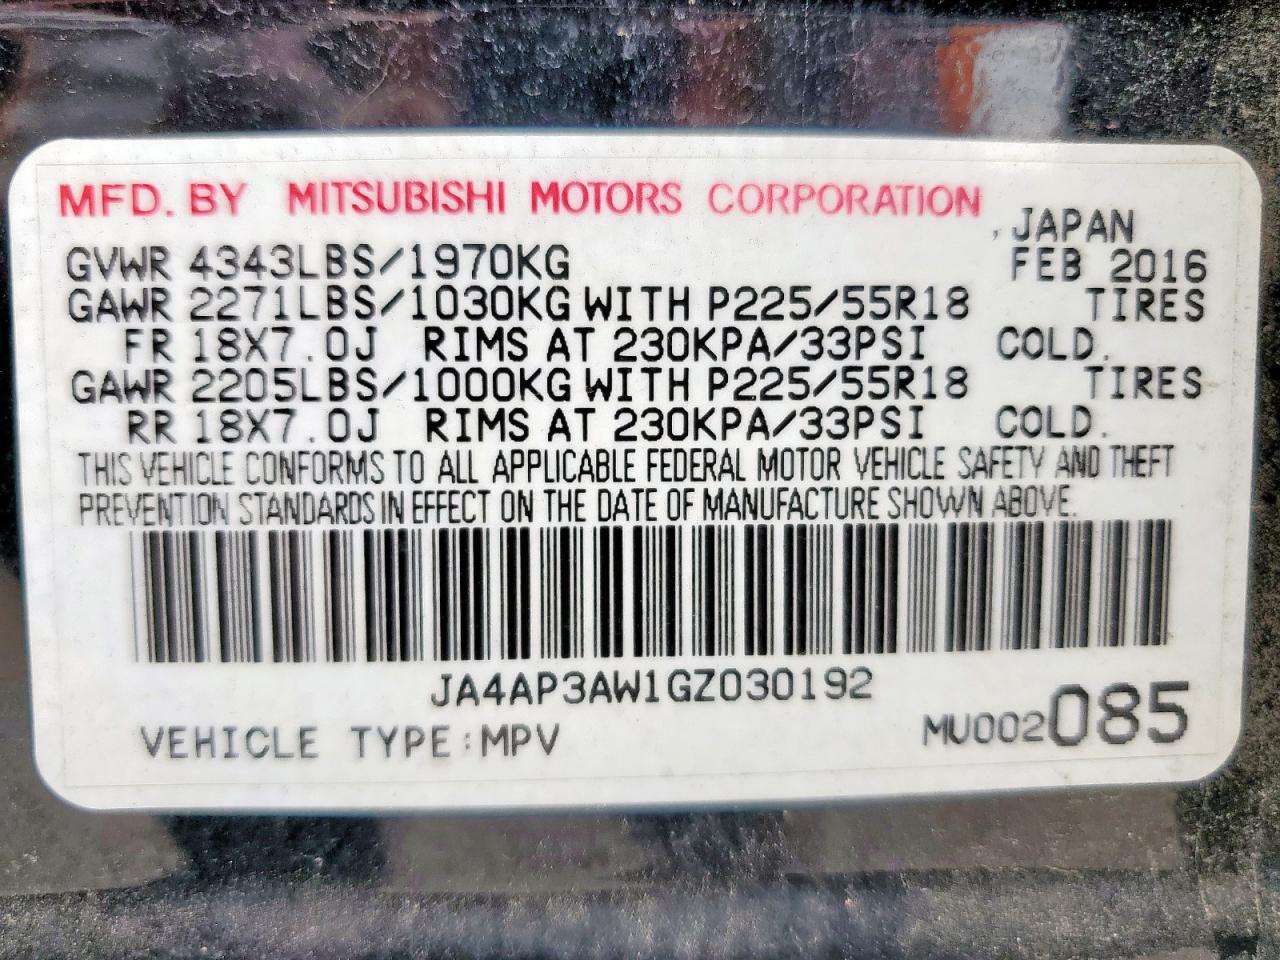 MFD. BY MITSUBISHI MOTORS CORPORATION
, JAPAN
GVWR 4343LBS/1970KG FEB 2016
GAWR 2271LBS/1030KG WITH P225/55R18 TIRES
FR 18X7.0J RIMS AT 230KPA/33PSI COLD.
GAWR 2205LBS/1000KG WITH P225/55R18 TIRES
RR 18X7.0J RIMS AT 230KPA/33PSI COLD.
THIS VEHICLE CONFORMS TO ALL APPLICABLE FEDERAL MOTOR VEHICLE SAFETY AND THEFT
PREVENTION STANDARDS IN EFFECT ON THE DATE OF MANUFACTURE SHOWN ABOVE.
JA4AP3AW1GZ030192
VEHICLE TYPE:MPV MU002085